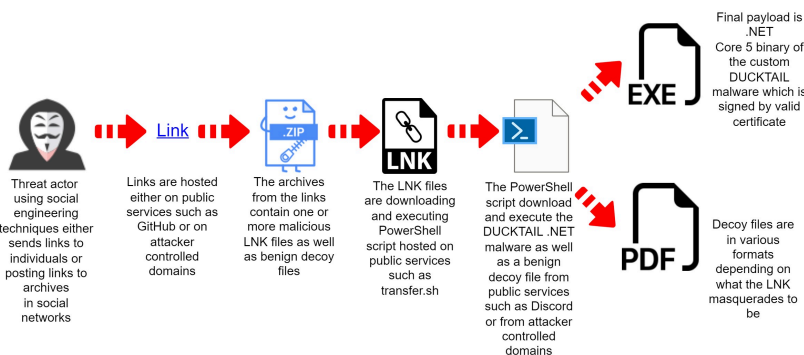 Threat actor
using social
engineering
techniques either
sends links to
individuals or
posting links to
archives
in social
networks
Link
Links are hosted
either on public
services such as
GitHub or on
attacker
controlled
domains
.ZIP
The archives
from the links
contain one or
more malicious
LNK files as well
as benign decoy
files
LNK
The LNK files
are downloading
and executing
PowerShell
script hosted on
public services
such as
transfer.sh
The PowerShell
script download
and execute the
DUCKTAIL .NET
malware as well
as a benign
decoy file from
public services
such as Discord
or from attacker
controlled
domains
EXE
Final payload is
.NET
Core 5 binary of
the custom
DUCKTAIL
malware which is
signed by valid
certificate
PDF
Decoy files are
in various
formats
depending on
what the LNK
masquerades to
be